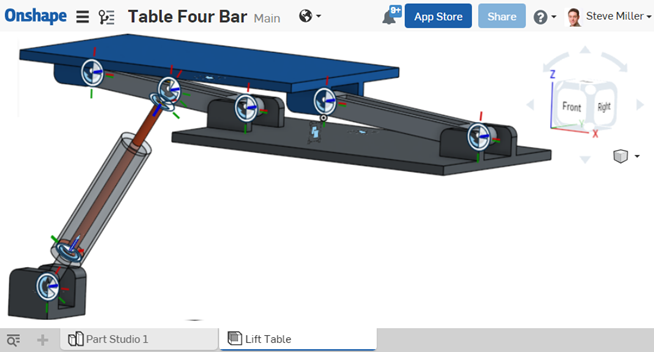 Onshape Table Four Bar Main 9+ App Store Share Steve Miller
Z
Front Right
Y
X
Part Studio 1 Lift Table